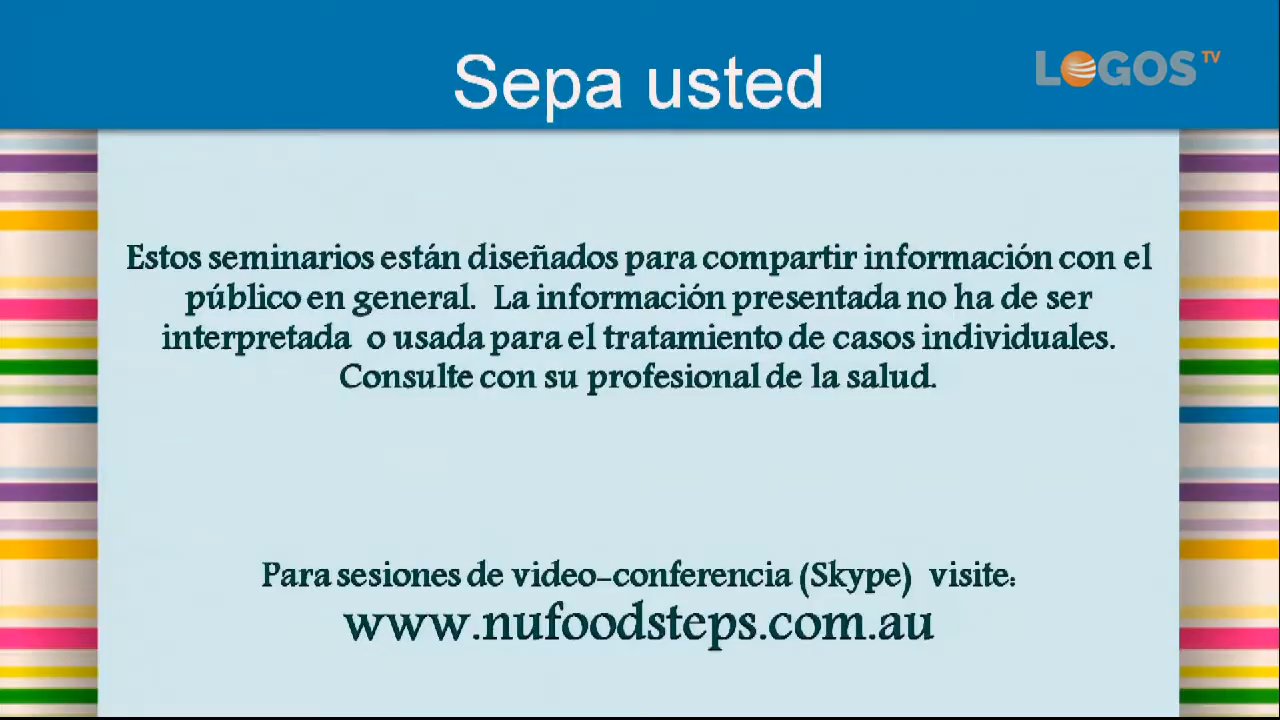 Sepa usted
LOGOS TV
Estos seminarios están diseñados para compartir información con el
público en general. La información presentada no ha de ser
interpretada o usada para el tratamiento de casos individuales.
Consulte con su profesional de la salud.
Para sesiones de video-conferencia (Skype) visite:
www.nufoodsteps.com.au